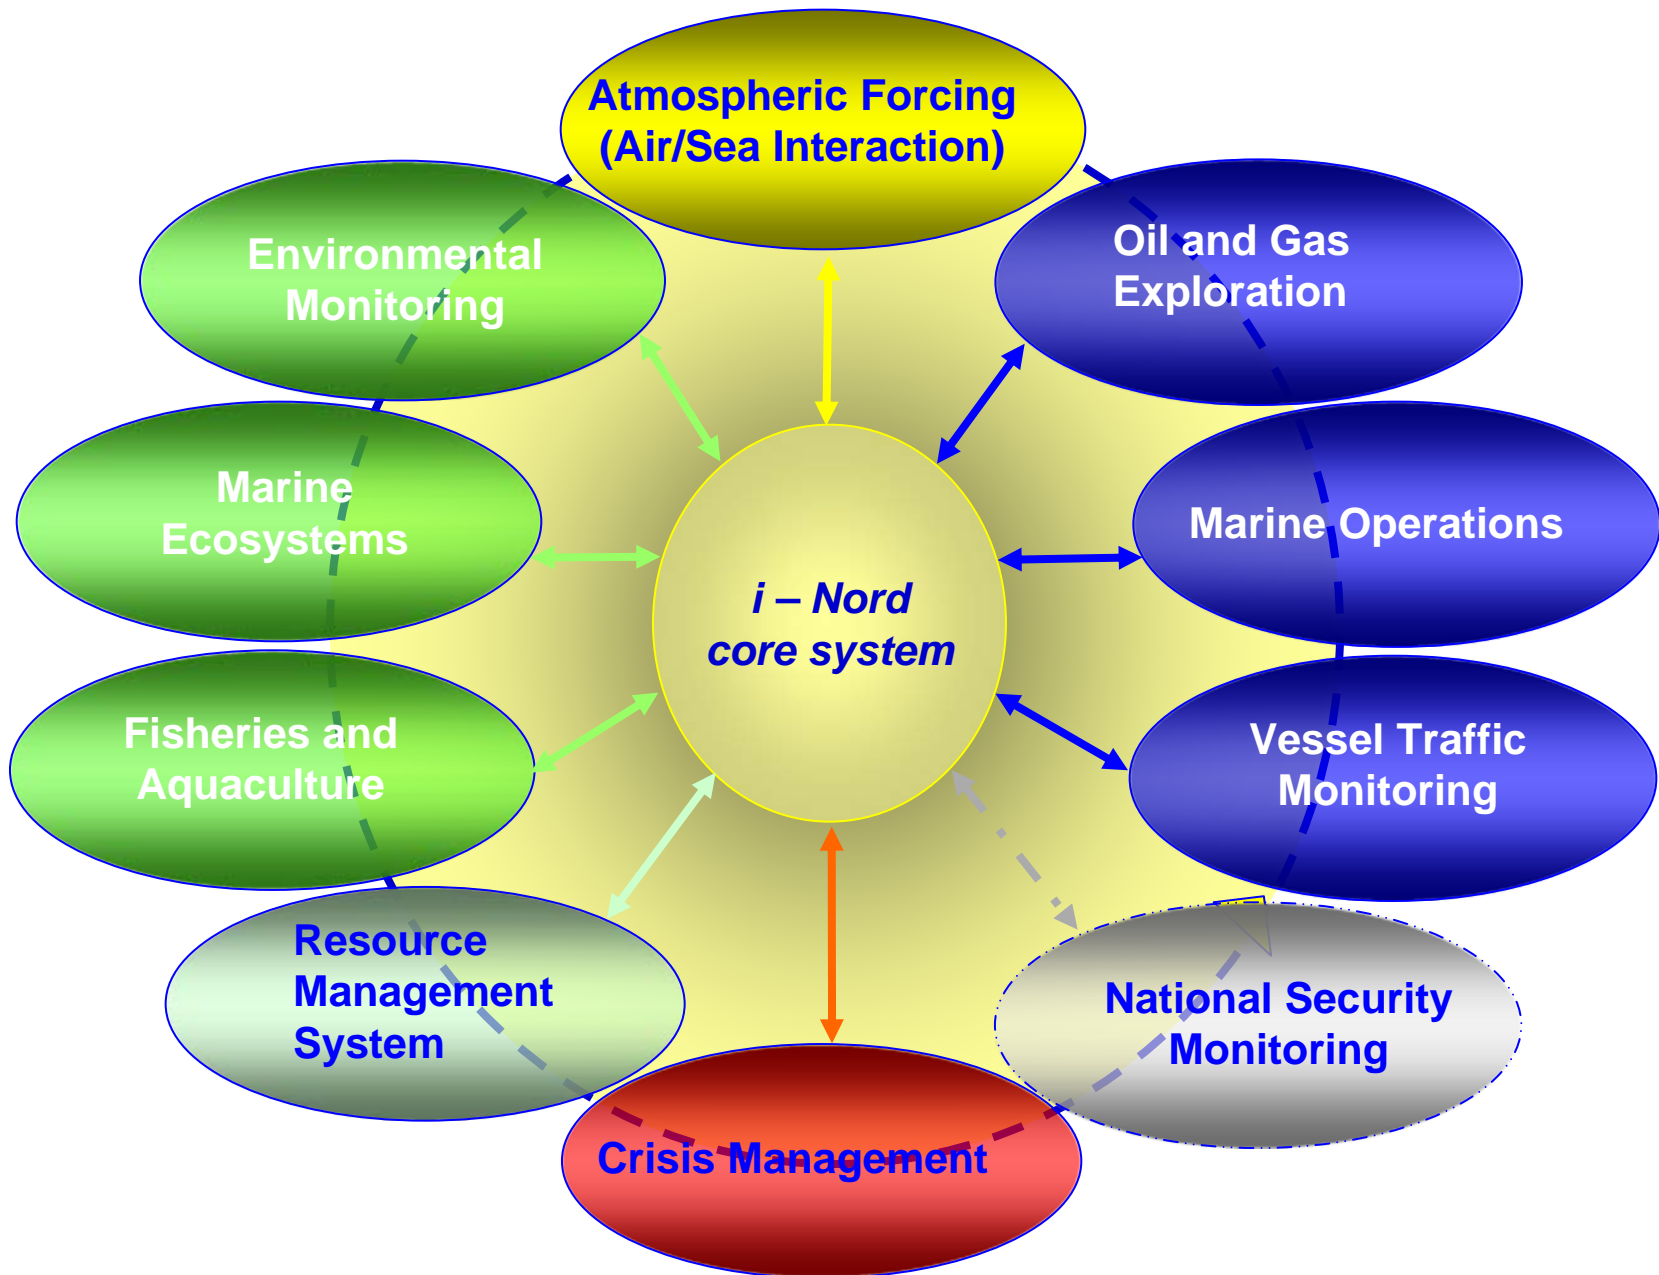 Atmospheric Forcing
(Air/Sea Interaction)
Environmental
Monitoring
Oil and Gas
Exploration
Marine
Ecosystems
Marine Operations
i – Nord
core system
Fisheries and
Aquaculture
Vessel Traffic
Monitoring
Resource
Management
System
National Security
Monitoring
Crisis Management